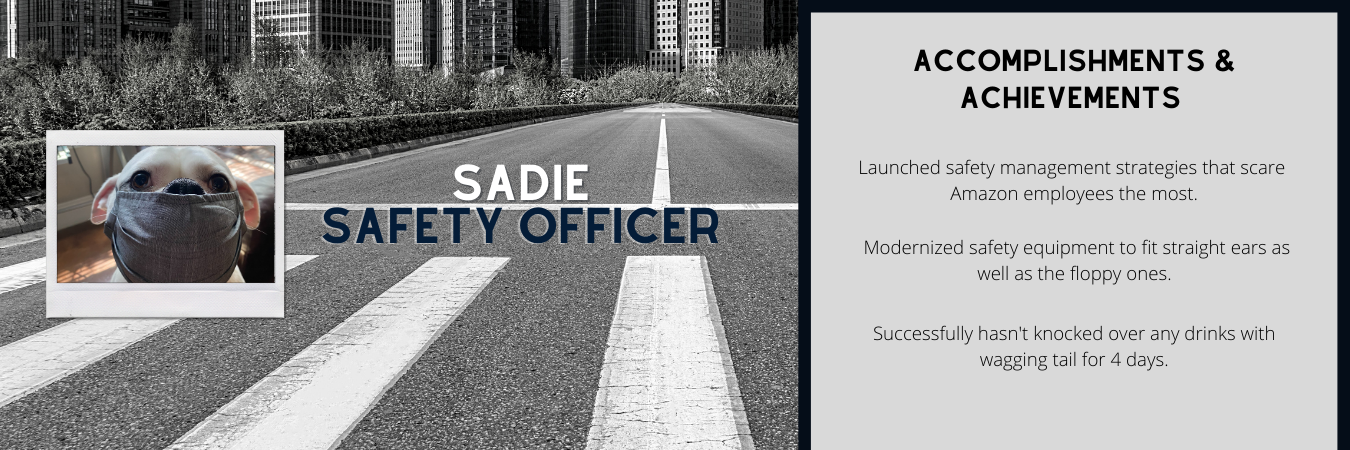 SADIE
SAFETY OFFICER
ACCOMPLISHMENTS &
ACHIEVEMENTS
Launched safety management strategies that scare
Amazon employees the most.
Modernized safety equipment to fit straight ears as
well as the floppy ones.
Successfully hasn't knocked over any drinks with
wagging tail for 4 days.